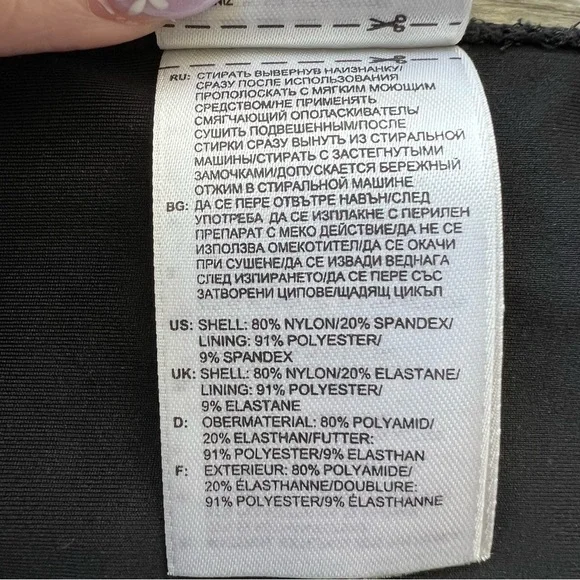 RU: СТИРАТЬ ВЫВЕРНУВ НАИЗНАНКУ/
СРАЗУ ПОСЛЕ ИСПОЛЬЗОВАНИЯ
ПРОПОЛОСКАТЬ С МЯГКИМ МОЮЩИМ
СРЕДСТВОМ/НЕ ПРИМЕНЯТЬ
СМЯГЧАЮЩИЙ ОПОЛАСКИВАТЕЛЬ/
СУШИТЬ ПОДВЕШЕННЫМ/ПОСЛЕ
СТИРКИ СРАЗУ ВЫНУТЬ ИЗ СТИРАЛЬНОЙ
МАШИНЫ/СТИРАТЬ С ЗАСТЕГНУТЫМИ
ЗАМОЧКАМИ/ДОПУСКАЕТСЯ БЕРЕЖНЫЙ
ОТЖИМ В СТИРАЛЬНОЙ МАШИНЕ
BG: ДА СЕ ПЕРЕ ОТВЪТРЕ НАВЪН/СЛЕД
УПОТРЕБА ДА СЕ ИЗПЛАКНЕ С ПЕРИЛЕН
ПРЕПАРАТ С МЕКО ДЕЙСТВИЕ/ДА НЕ СЕ
ИЗПОЛЗВА ОМЕКОТИТЕЛ/ДА СЕ ОКАЧИ
ПРИ СУШЕНЕ/ДА СЕ ИЗВАДИ ВЕДНАГА
СЛЕД ИЗПИРАНЕТО/ДА СЕ ПЕРЕ СЪС
ЗАТВОРЕНИ ЦИПОВЕ/ЩАДЯЩ ЦИКЪЛ
US: SHELL: 80% NYLON/20% SPANDEX/
LINING: 91% POLYESTER/
9% SPANDEX
UK: SHELL: 80% NYLON/20% ELASTANE/
LINING: 91% POLYESTER/
9% ELASTANE
D: OBERMATERIAL: 80% POLYAMID/
20% ELASTHAN/FUTTER:
91% POLYESTER/9% ELASTHAN
F: EXTERIEUR: 80% POLYAMIDE/
20% ÉLASTHANNE/DOUBLURE:
91% POLYESTER/9% ÉLASTHANNE